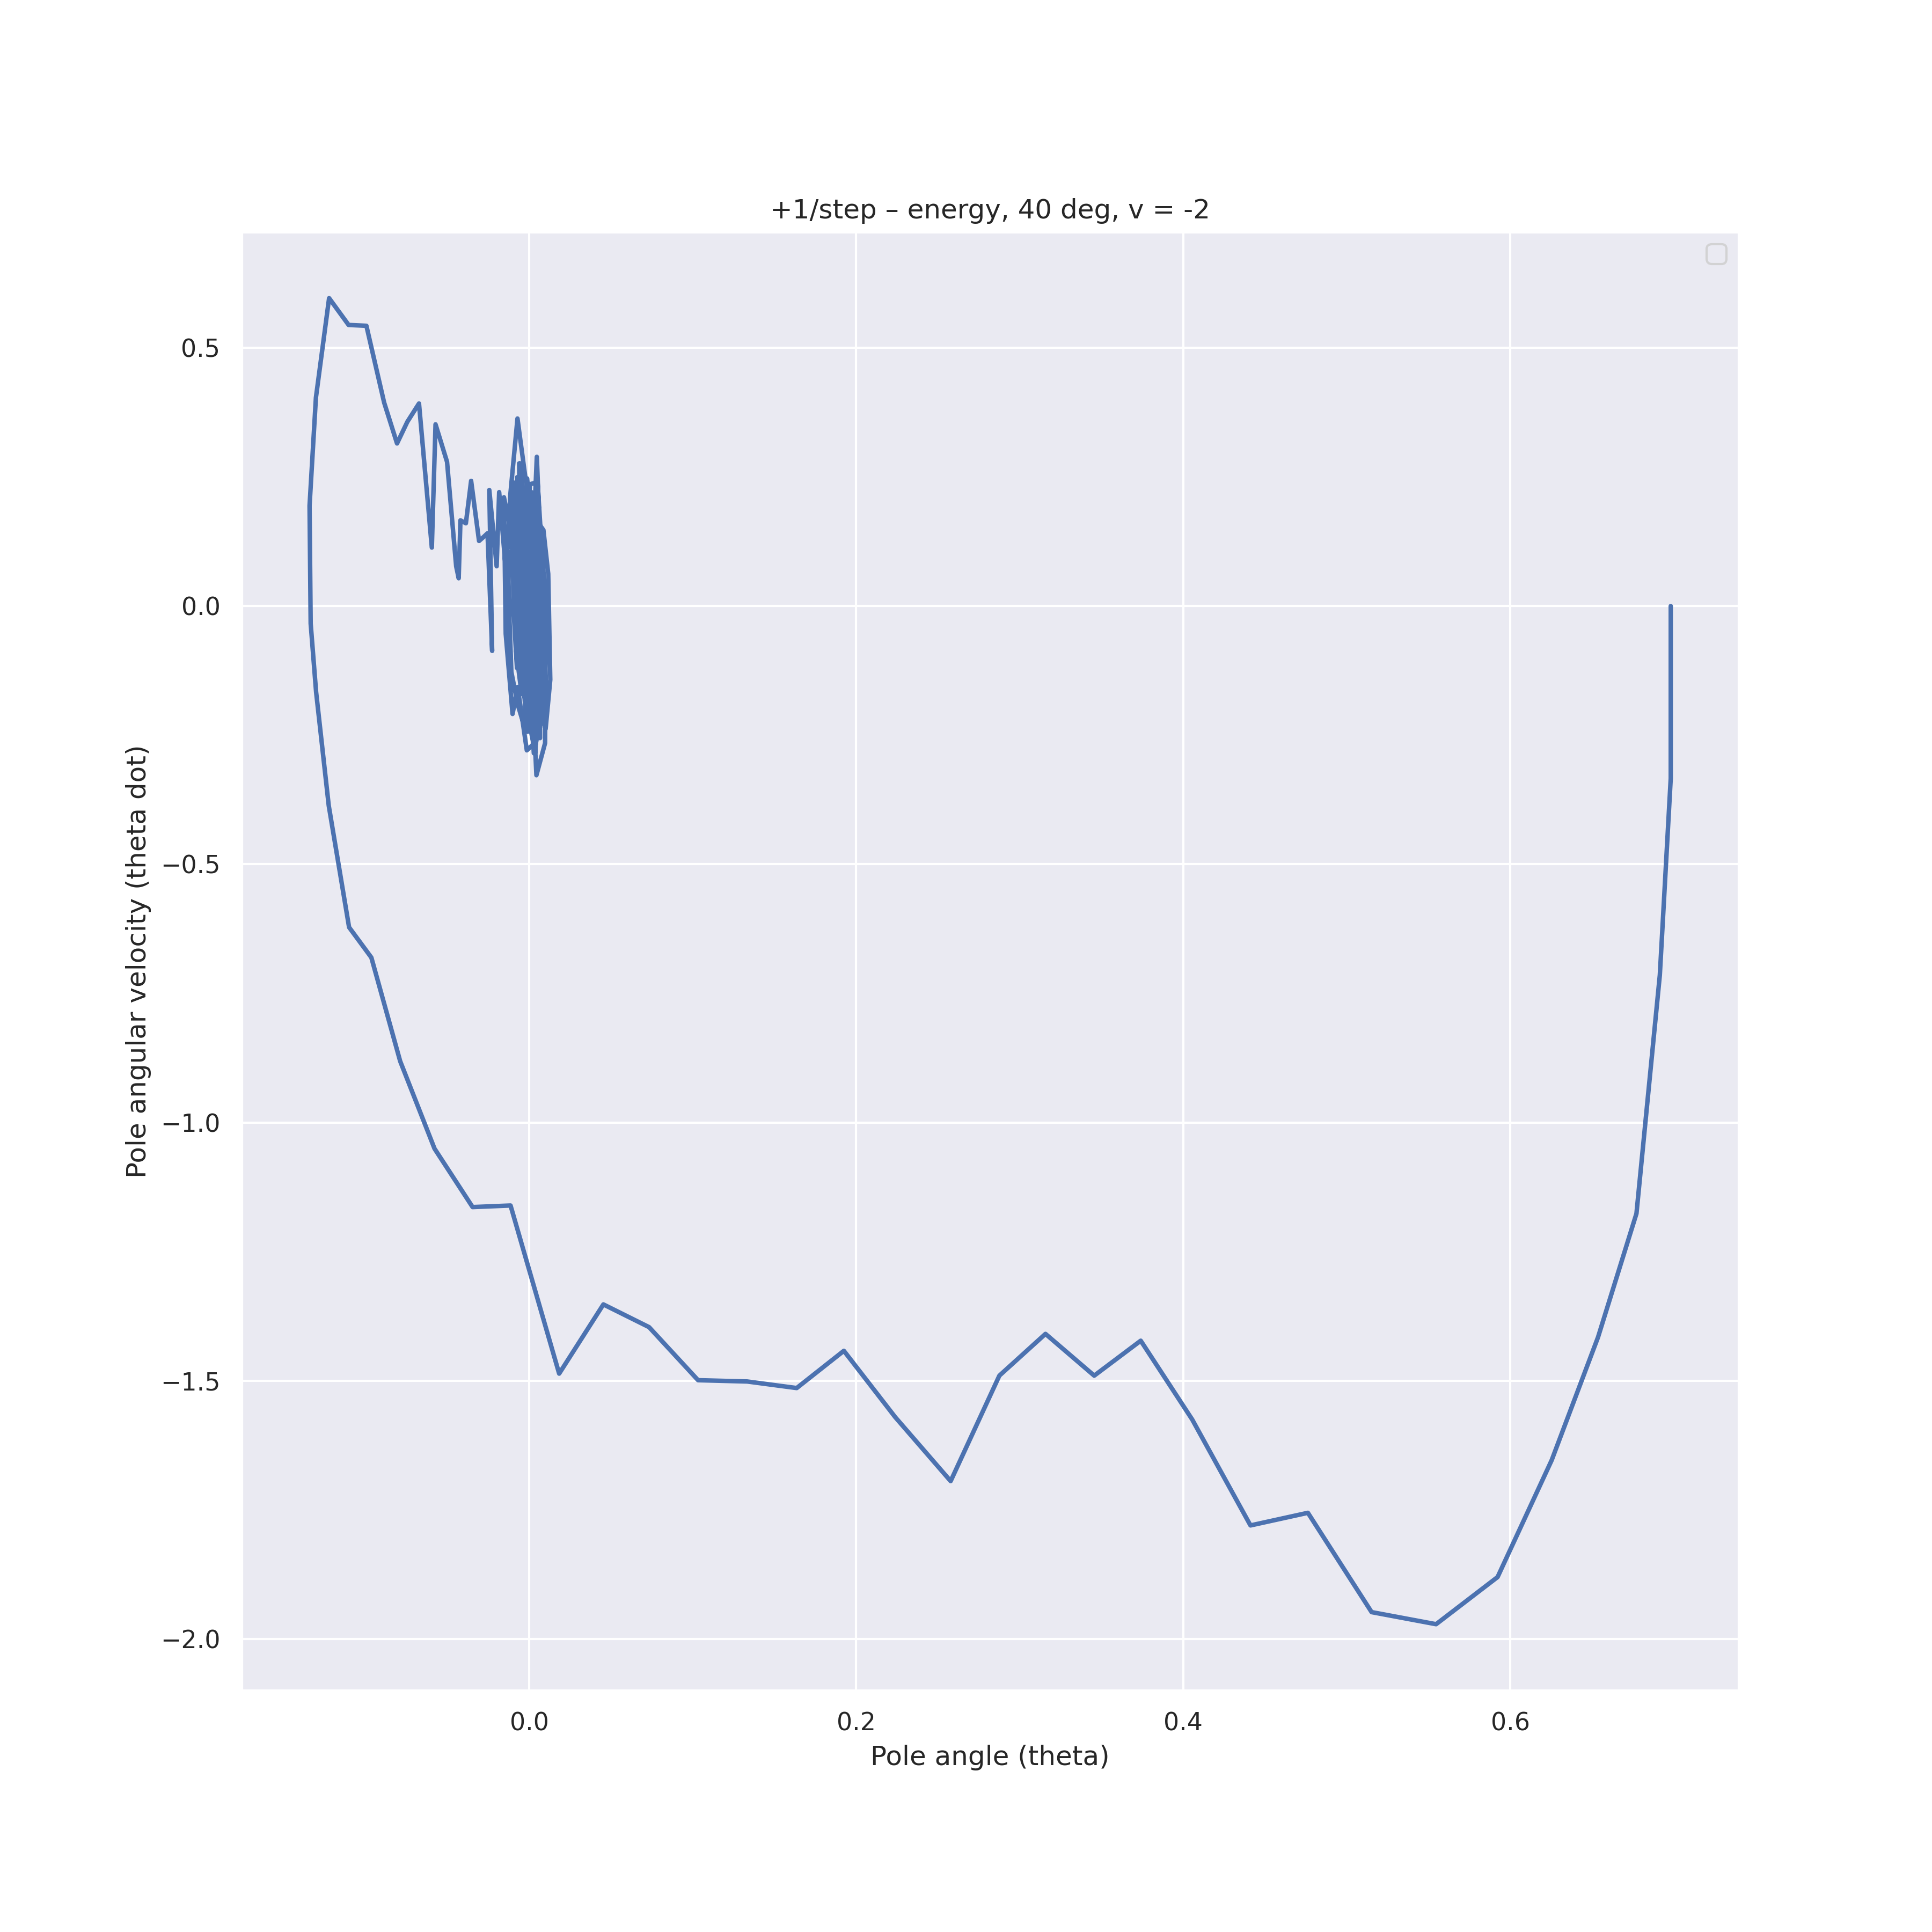 +1/step – energy, 40 deg, v = -2
0.5
0.0
−0.5
−1.0
−1.5
−2.0
Pole angular velocity (theta dot)
0.0 0.2 0.4 0.6
Pole angle (theta)